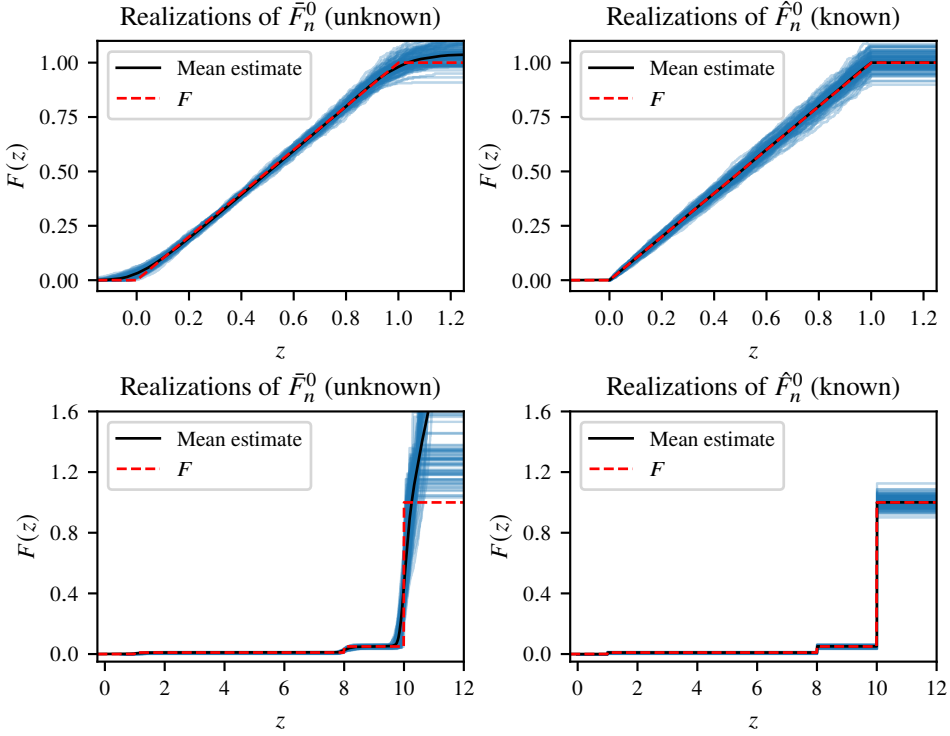 Realizations of F̄ₙ⁰ (unknown)
Realizations of F̂ₙ⁰ (known)
F(z)
1.00
0.75
0.50
0.25
0.00
Mean estimate
F
0.0 0.2 0.4 0.6 0.8 1.0 1.2
z
F(z)
1.00
0.75
0.50
0.25
0.00
Mean estimate
F
0.0 0.2 0.4 0.6 0.8 1.0 1.2
z
Realizations of F̄ₙ⁰ (unknown)
Realizations of F̂ₙ⁰ (known)
F(z)
1.6
1.2
0.8
0.4
0.0
Mean estimate
F
0 2 4 6 8 10 12
z
F(z)
1.6
1.2
0.8
0.4
0.0
Mean estimate
F
0 2 4 6 8 10 12
z